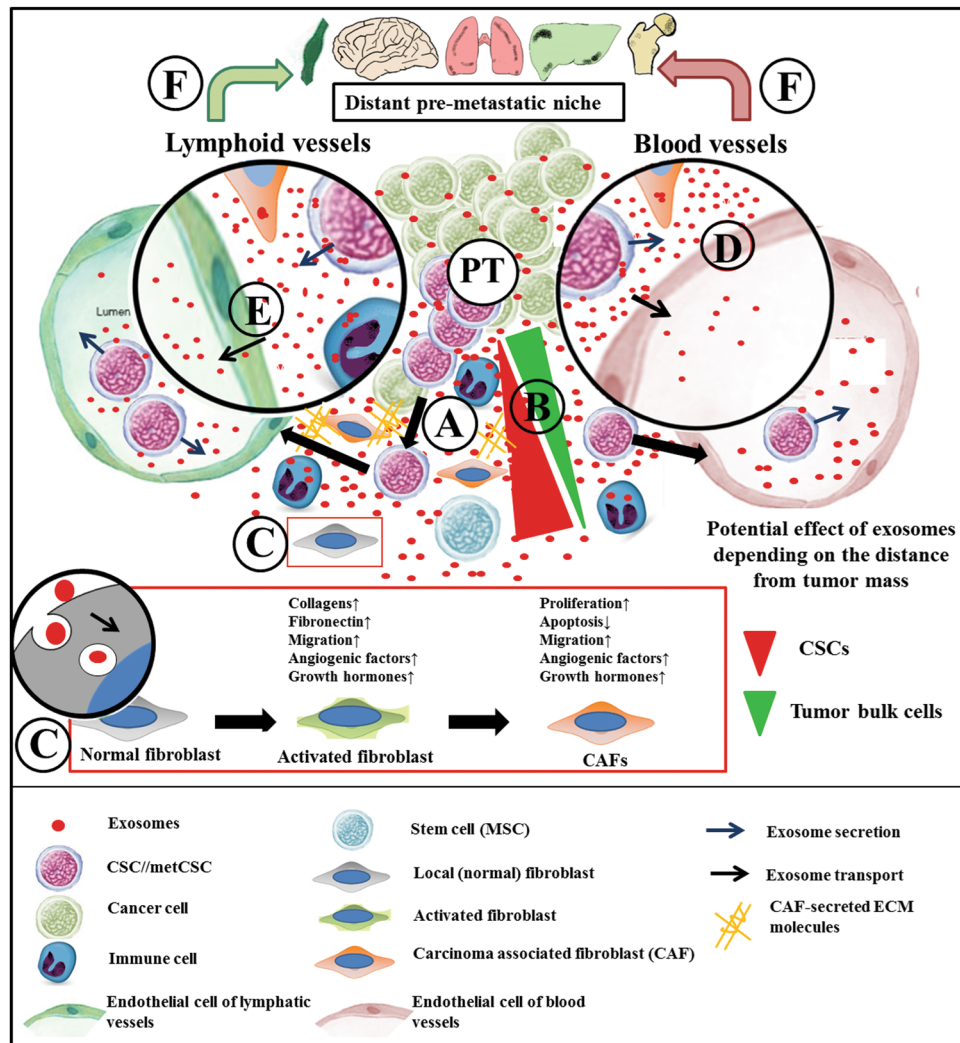 F
F
Distant pre-metastatic niche
Lymphoid vessels
Blood vessels
PT
D
E
Lumen
A
B
C
Potential effect of exosomes
depending on the distance
from tumor mass
CSCs
Tumor bulk cells
Collagens↑
Fibronectin↑
Migration↑
Angiogenic factors↑
Growth hormones↑
Proliferation↑
Apoptosis↓
Migration↑
Angiogenic factors↑
Growth hormones↑
C
Normal fibroblast
Activated fibroblast
CAFs
Exosomes
CSC//metCSC
Cancer cell
Immune cell
Endothelial cell of lymphatic
vessels
Stem cell (MSC)
Local (normal) fibroblast
Activated fibroblast
Carcinoma associated fibroblast (CAF)
Endothelial cell of blood
vessels
Exosome secretion
Exosome transport
CAF-secreted ECM
molecules